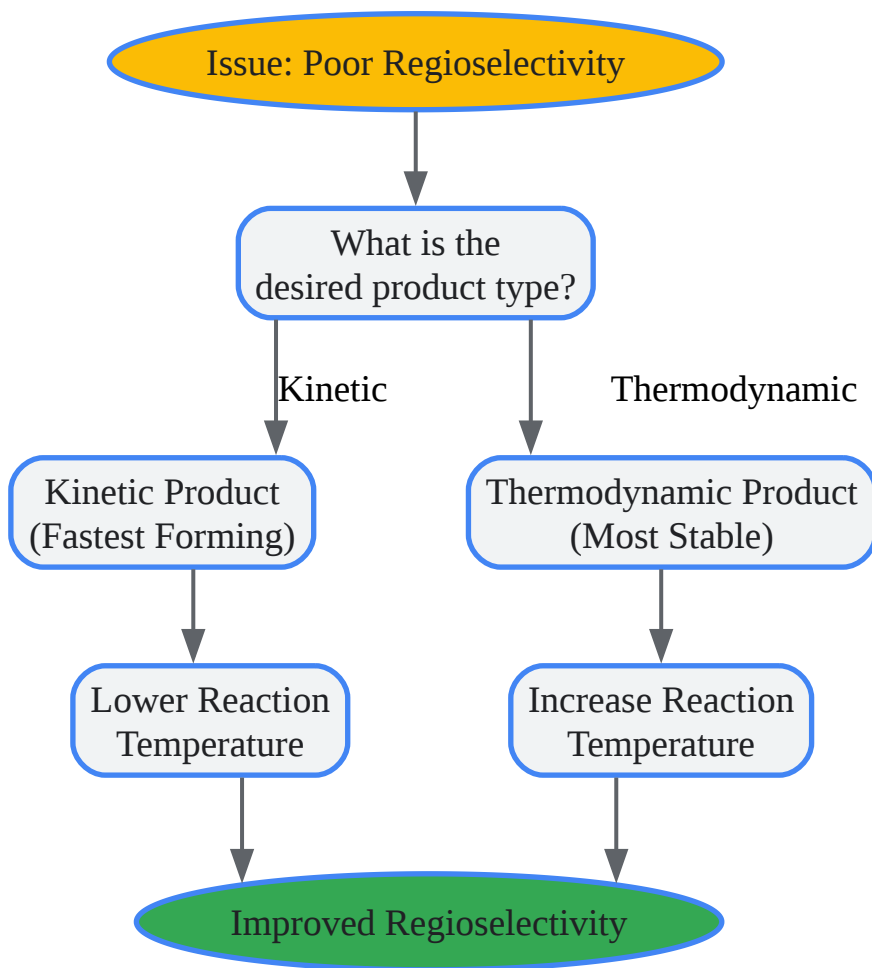 Issue: Poor Regioselectivity
What is the
desired product type?
Kinetic
Thermodynamic
Kinetic Product
(Fastest Forming)
Thermodynamic Product
(Most Stable)
Lower Reaction
Temperature
Increase Reaction
Temperature
Improved Regioselectivity